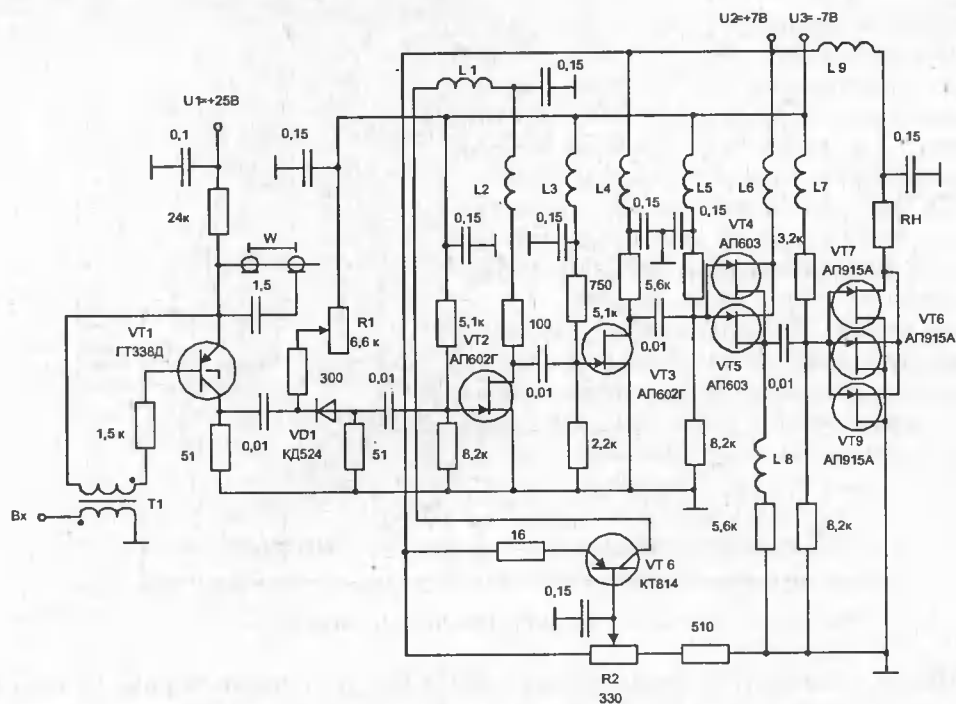 U2=+7В
U3= -7В
L 9
L 1
0,15
U1=+25В
0,1
0,15
0,15
24к
L2
L3
L4
L5
L6
L7
RH
W
0,15
0,15
0,15
0,15
VT4
АП603
3,2к
VT7
АП915А
1,5
750
5,6к
VT1
ГТ338Д
R1
6,6 к
5,1к
VT2
АП602Г
100
5,1к
VT6
АП915А
0,01
VT3
АП602Г
VT5
АП603
0,01
300
0,01
0,01
1,5 к
51
0,01
VD1
КД524
51
8,2к
2,2к
8,2к
VT9
АП915А
L 8
T1
Вх
5,6к
8,2к
16
VT 6
КТ814
0,15
510
R2
330